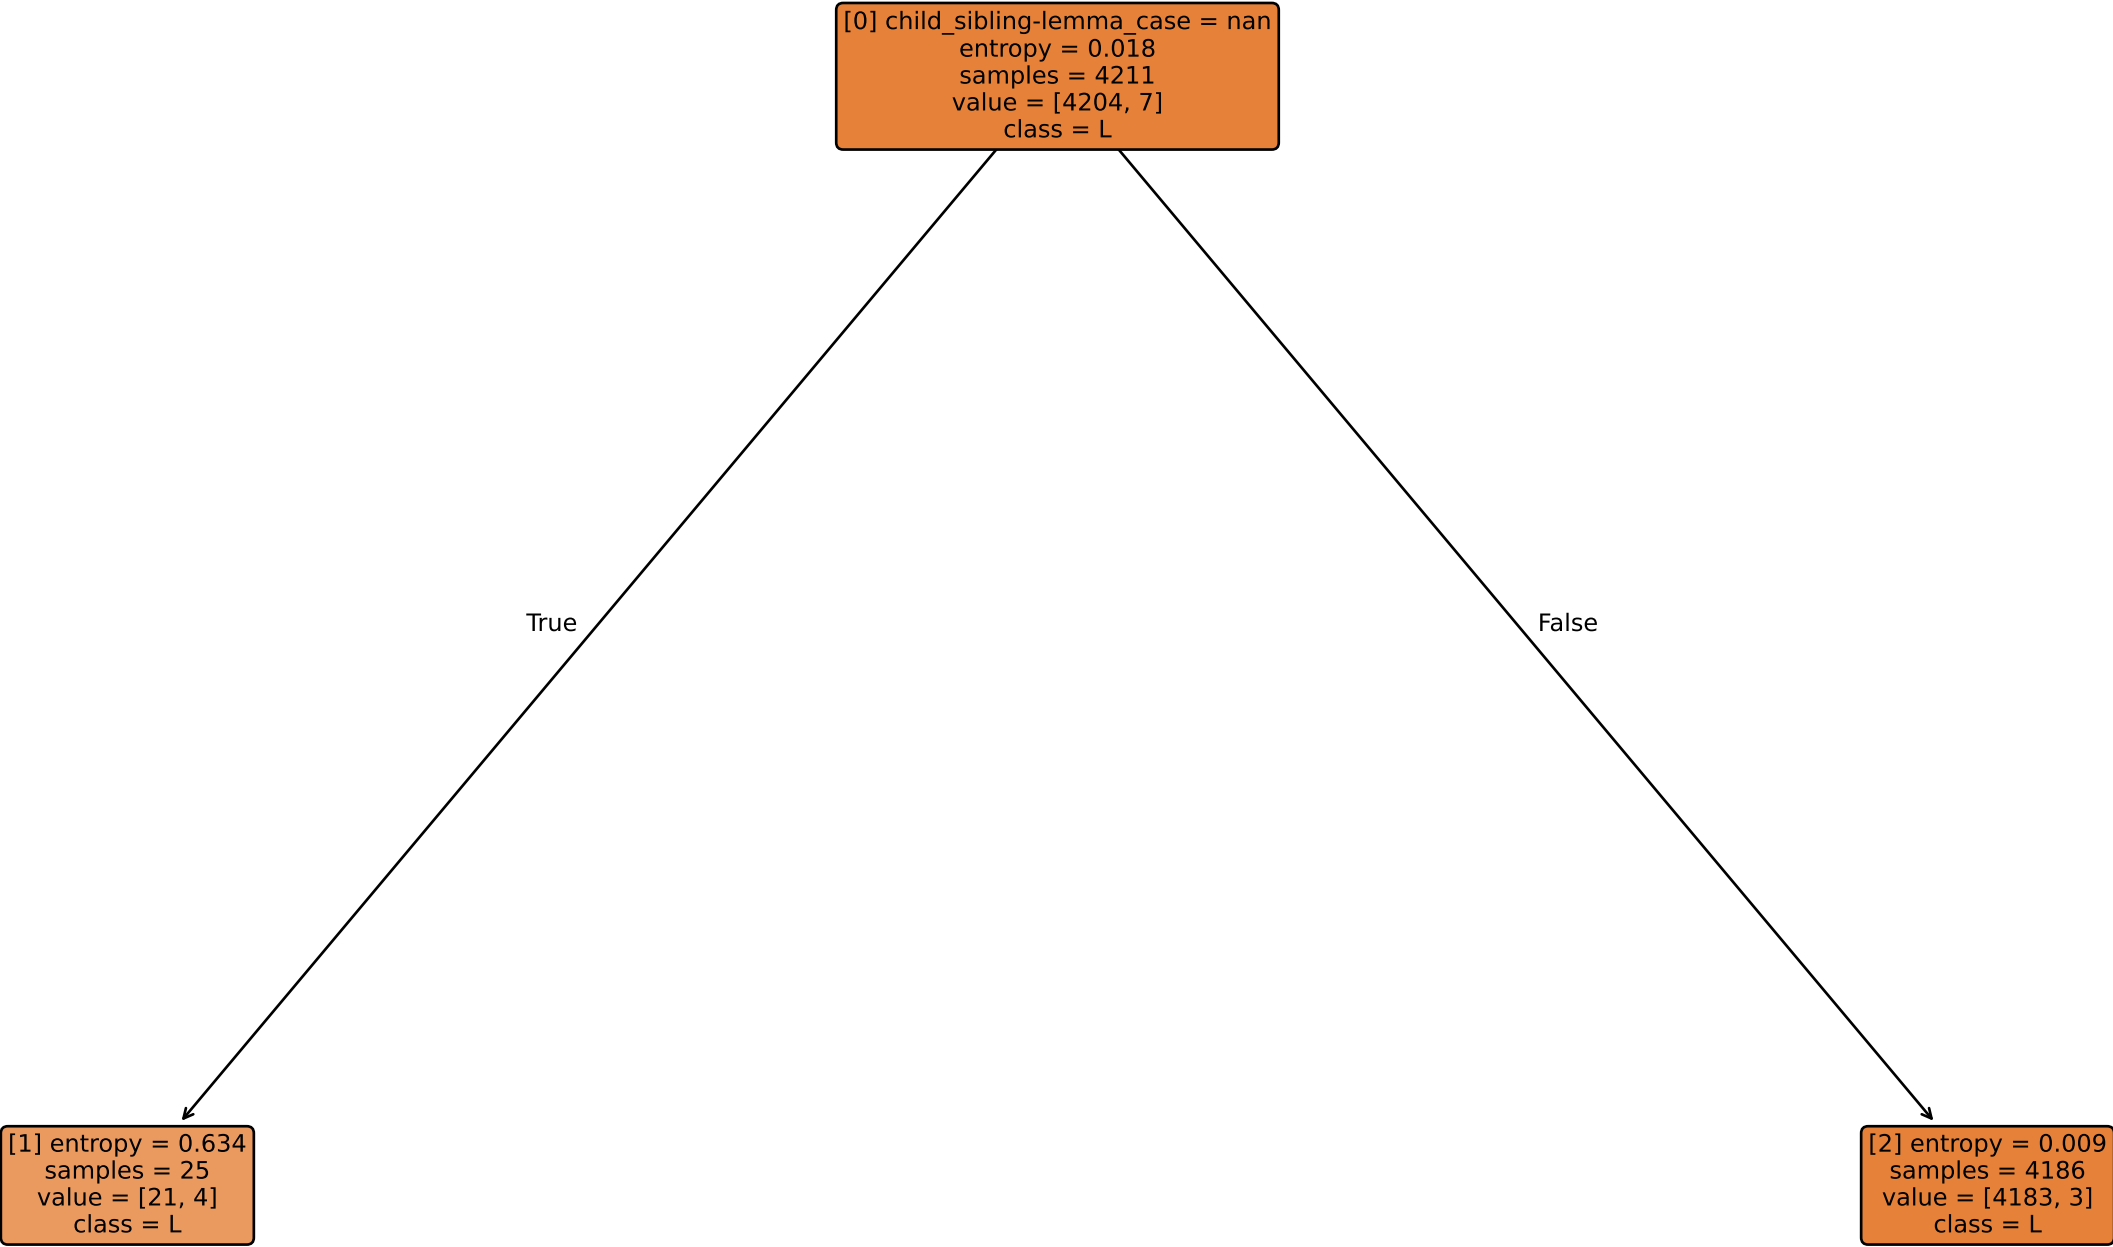 [0] child_sibling-lemma_case = nan
entropy = 0.018
samples = 4211
value = [4204, 7]
class = L
True
False
[1] entropy = 0.634
samples = 25
value = [21, 4]
class = L
[2] entropy = 0.009
samples = 4186
value = [4183, 3]
class = L